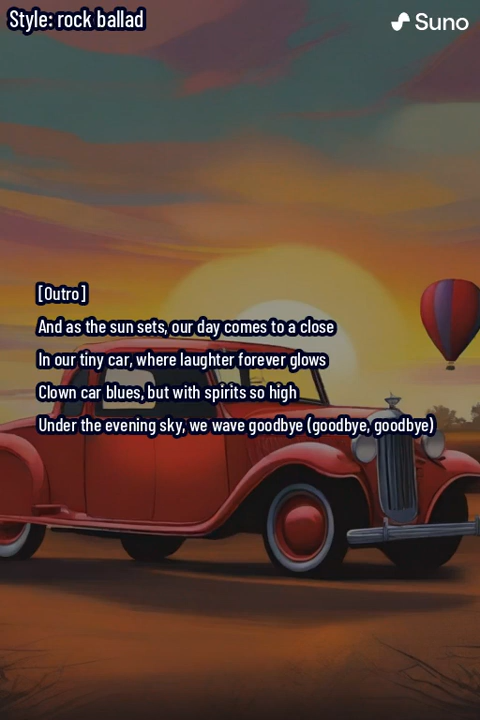 Style: rock ballad
Suno
[Outro]
And as the sun sets, our day comes to a close
In our tiny car, where laughter forever glows
Clown car blues, but with spirits so high
Under the evening sky, we wave goodbye (goodbye, goodbye)